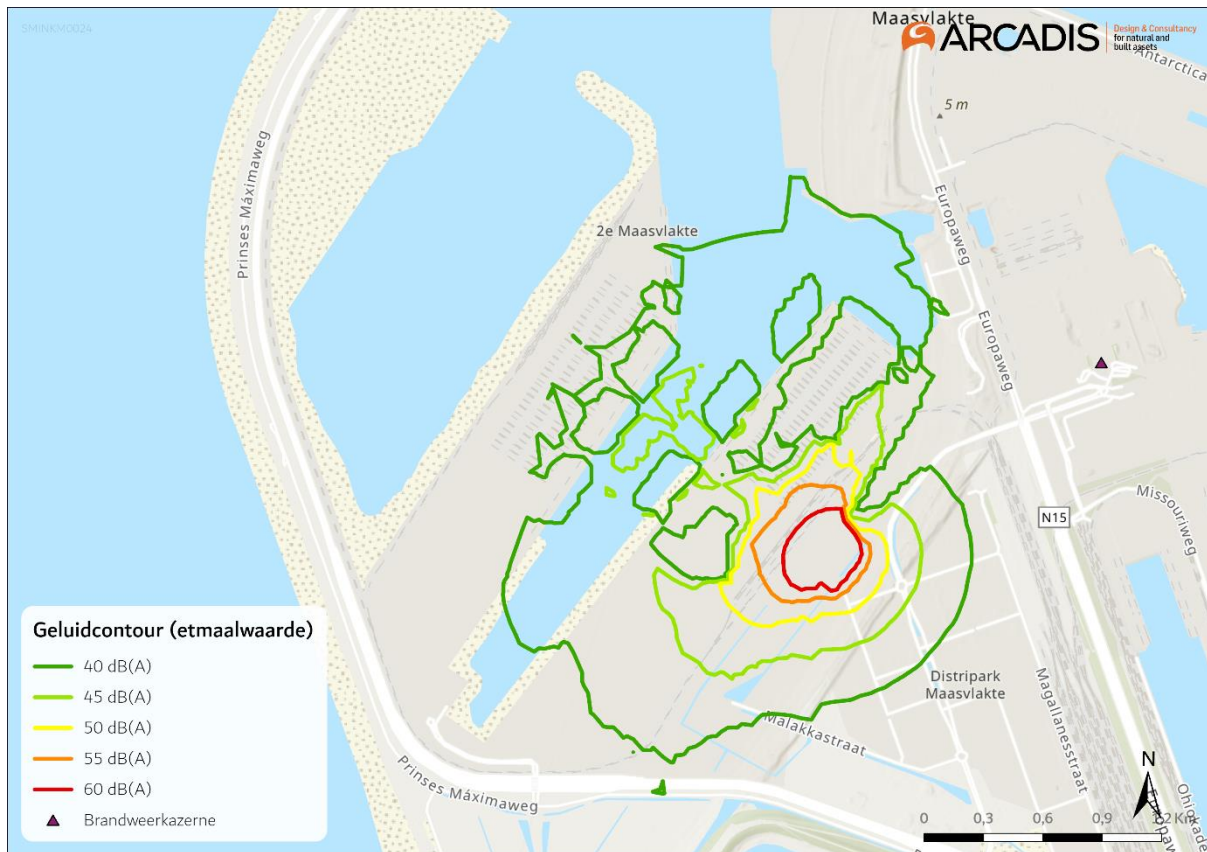 SMINKM0024
Maasvlakte
ARCADIS
Design & Consultancy
for natural and
built assets
Antarctica
5 m
Prinses Máximaweg
2e Maasvlakte
Europaweg
Europaweg
Prinses Máximaweg
N15
Missouriweg
Geluidcontour (etmaalwaarde)
40 dB(A)
45 dB(A)
50 dB(A)
55 dB(A)
60 dB(A)
Brandweerkazerne
Distripark
Maasvlakte
Malakkastraat
Magallanesstraat
Prinses Máximaweg
N
0 0,3 0,6 0,9 Km